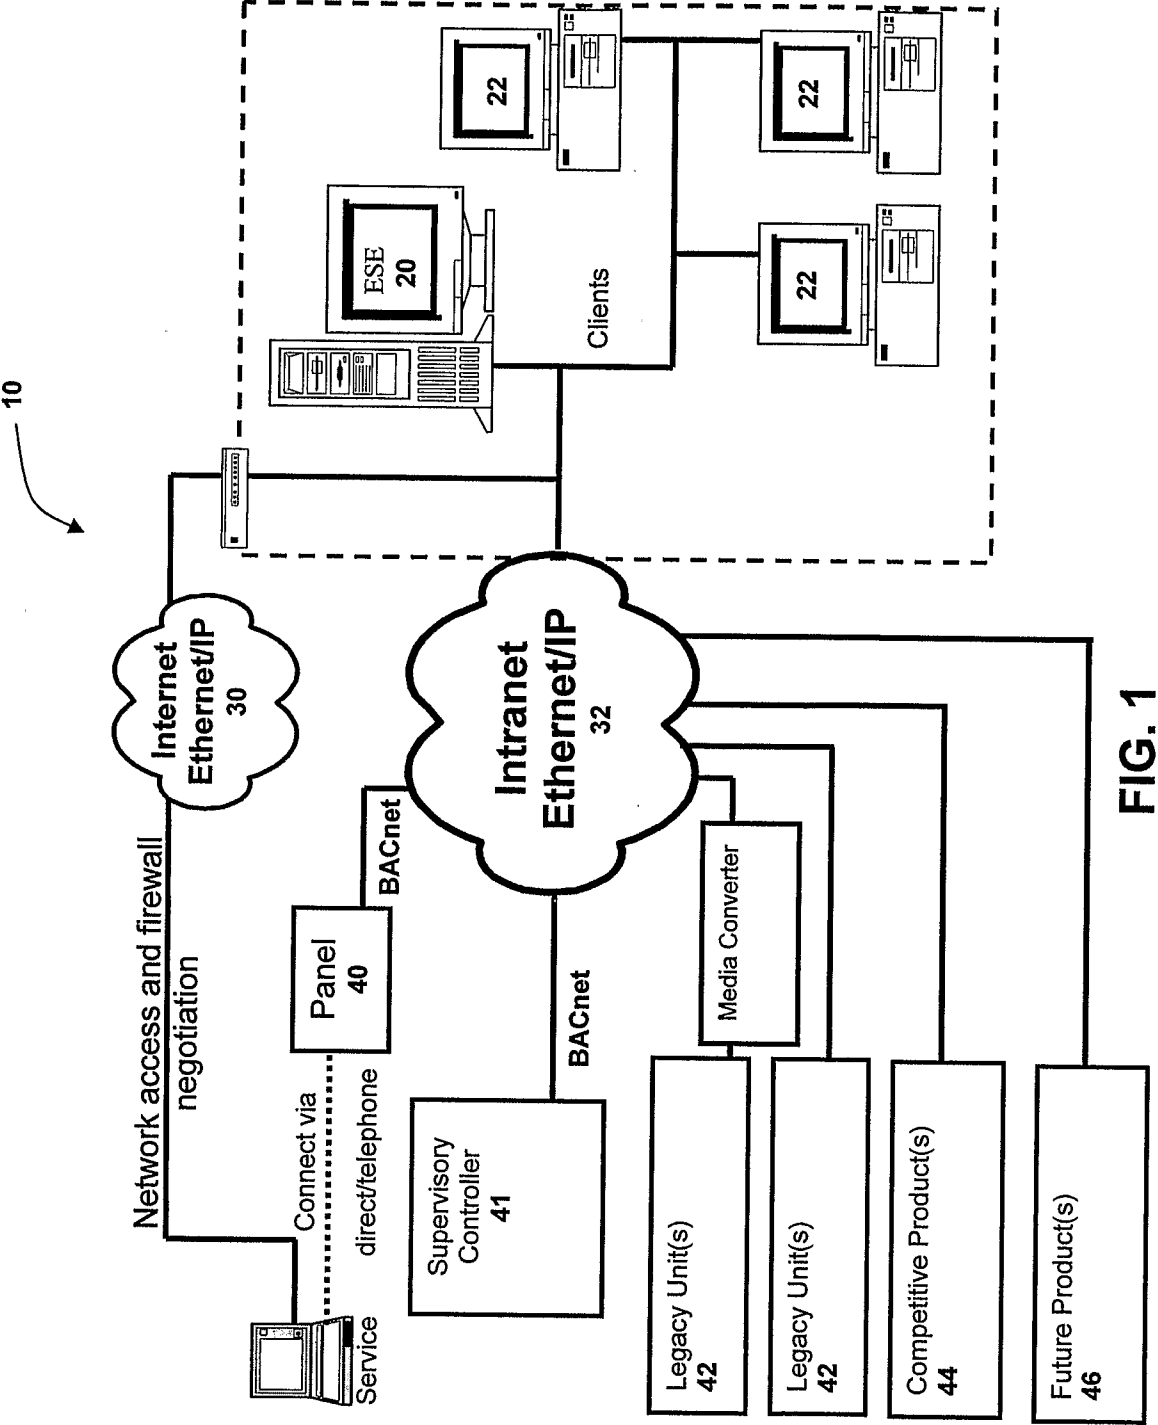 10
Network access and firewall
negotiation
Internet
Ethernet/IP
30
ESE
20
22
22
22
Clients
Connect via
direct/telephone
Service
Panel
40
BACnet
Intranet
Ethernet/IP
32
Supervisory
Controller
41
BACnet
Media Converter
Legacy Unit(s)
42
Legacy Unit(s)
42
Competitive Product(s)
44
Future Product(s)
46
FIG. 1